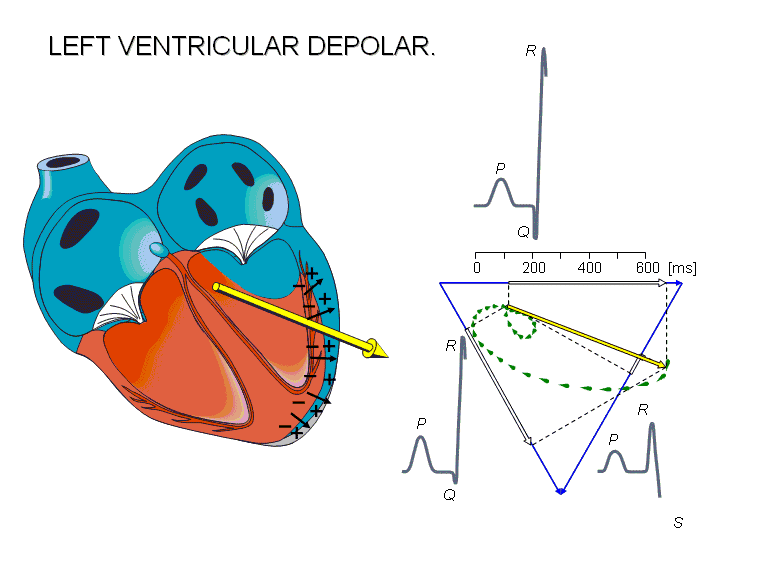 LEFT VENTRICULAR DEPOLAR.
R
P
Q
0 200 400 600 [ms]
R
P
Q
R
P
S
+
−
+
−
+
−
+
−
+
−
+
−
+